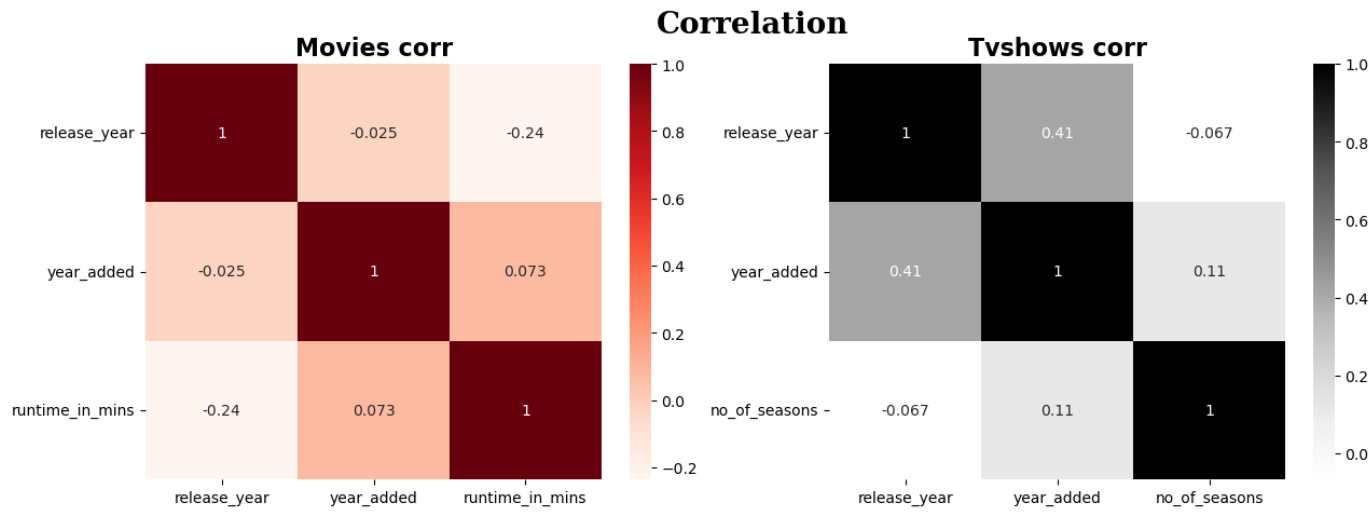 Correlation
Movies corr
release_year
1
-0.025
-0.24
year_added
-0.025
1
0.073
runtime_in_mins
-0.24
0.073
1
release_year
year_added
runtime_in_mins
1.0
0.8
0.6
0.4
0.2
0.0
−0.2
Tvshows corr
release_year
1
0.41
-0.067
year_added
0.41
1
0.11
no_of_seasons
-0.067
0.11
1
release_year
year_added
no_of_seasons
1.0
0.8
0.6
0.4
0.2
0.0